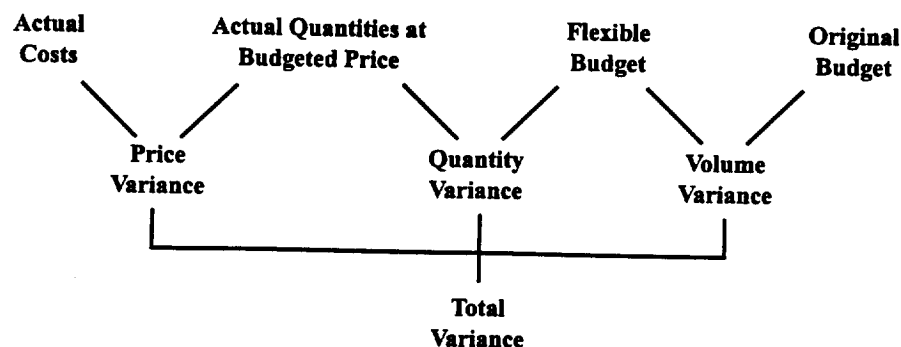 Actual
Costs
Actual Quantities at
Budgeted Price
Flexible
Budget
Original
Budget
Price
Variance
Quantity
Variance
Volume
Variance
Total
Variance